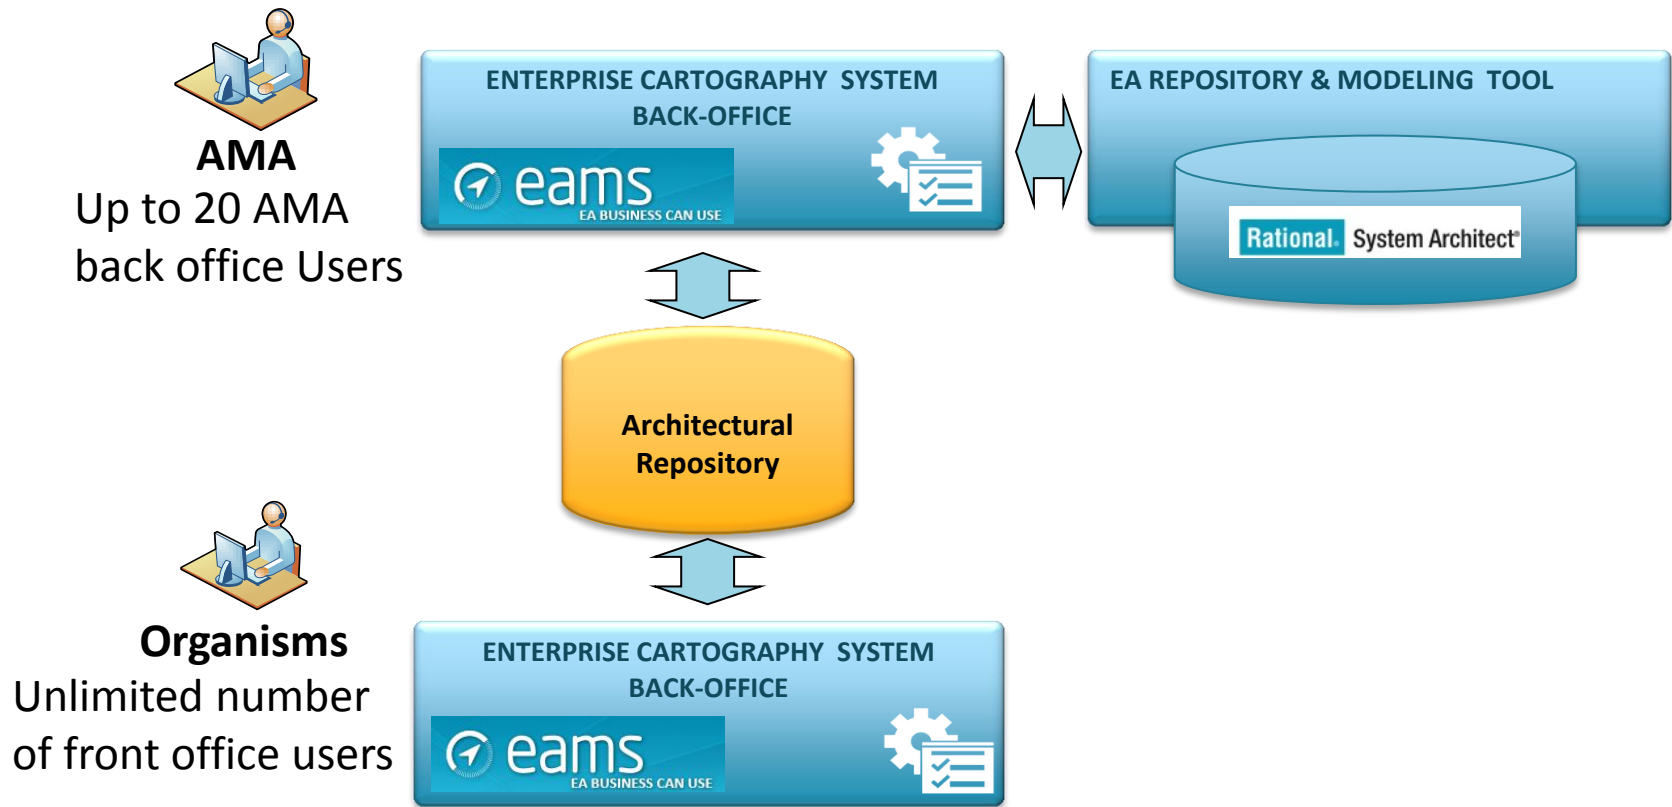 AMA
Up to 20 AMA
back office Users
ENTERPRISE CARTOGRAPHY SYSTEM
BACK-OFFICE
eams
EA BUSINESS CAN USE
EA REPOSITORY & MODELING TOOL
Rational. System Architect®
Architectural
Repository
Organisms
Unlimited number
of front office users
ENTERPRISE CARTOGRAPHY SYSTEM
BACK-OFFICE
eams
EA BUSINESS CAN USE